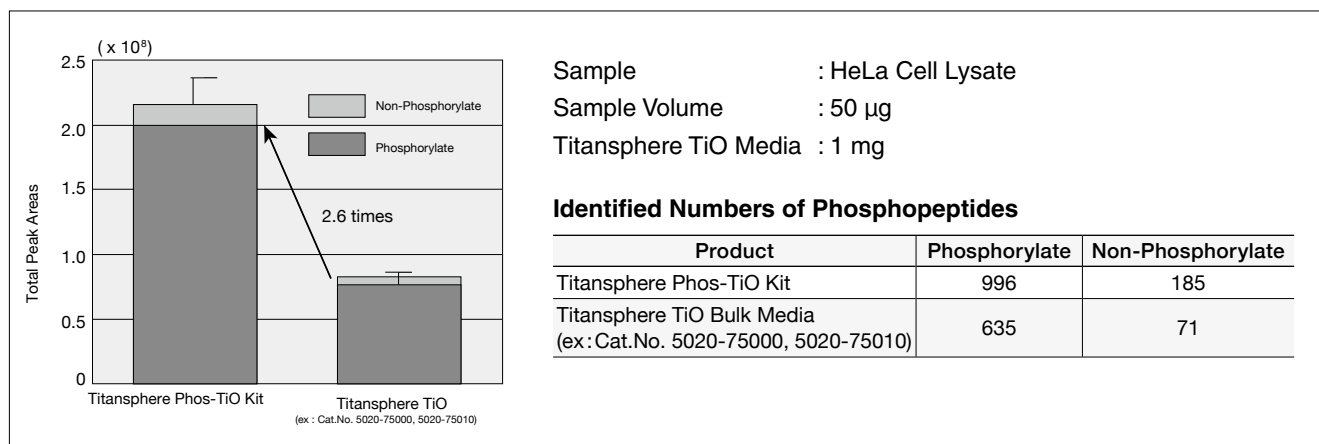 ( x 10⁸)
2.5
2.0
1.5
1.0
0.5
0
Total Peak Areas
Non-Phosphorylate
Phosphorylate
2.6 times
Titansphere Phos-TiO Kit
Titansphere TiO
(ex : Cat.No. 5020-75000, 5020-75010)
Sample : HeLa Cell Lysate
Sample Volume : 50 µg
Titansphere TiO Media : 1 mg
Identified Numbers of Phosphopeptides
Product Phosphorylate Non-Phosphorylate
Titansphere Phos-TiO Kit 996 185
Titansphere TiO Bulk Media
(ex : Cat.No. 5020-75000, 5020-75010) 635 71